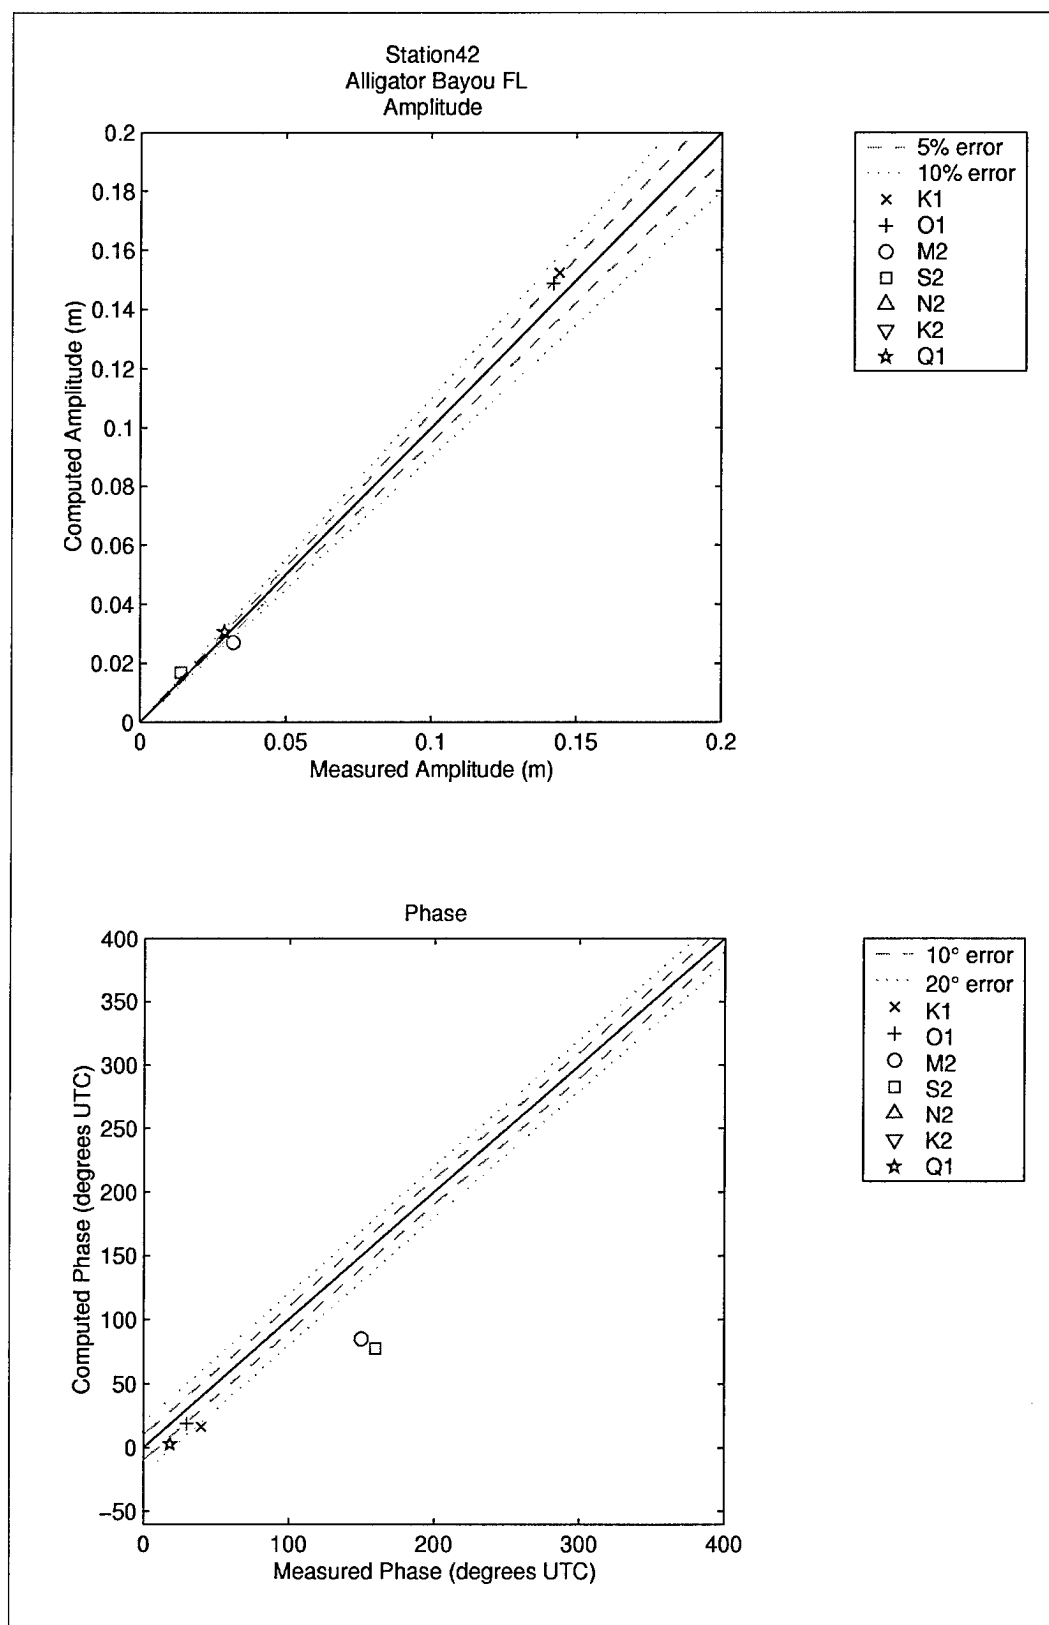 Station42
Alligator Bayou FL
Amplitude
0.2
0.18
0.16
0.14
0.12
0.1
0.08
0.06
0.04
0.02
0
Computed Amplitude (m)
0 0.05 0.1 0.15 0.2
Measured Amplitude (m)
5% error
10% error
K1
O1
M2
S2
N2
K2
Q1
Phase
400
350
300
250
200
150
100
50
0
−50
Computed Phase (degrees UTC)
0 100 200 300 400
Measured Phase (degrees UTC)
10° error
20° error
K1
O1
M2
S2
N2
K2
Q1